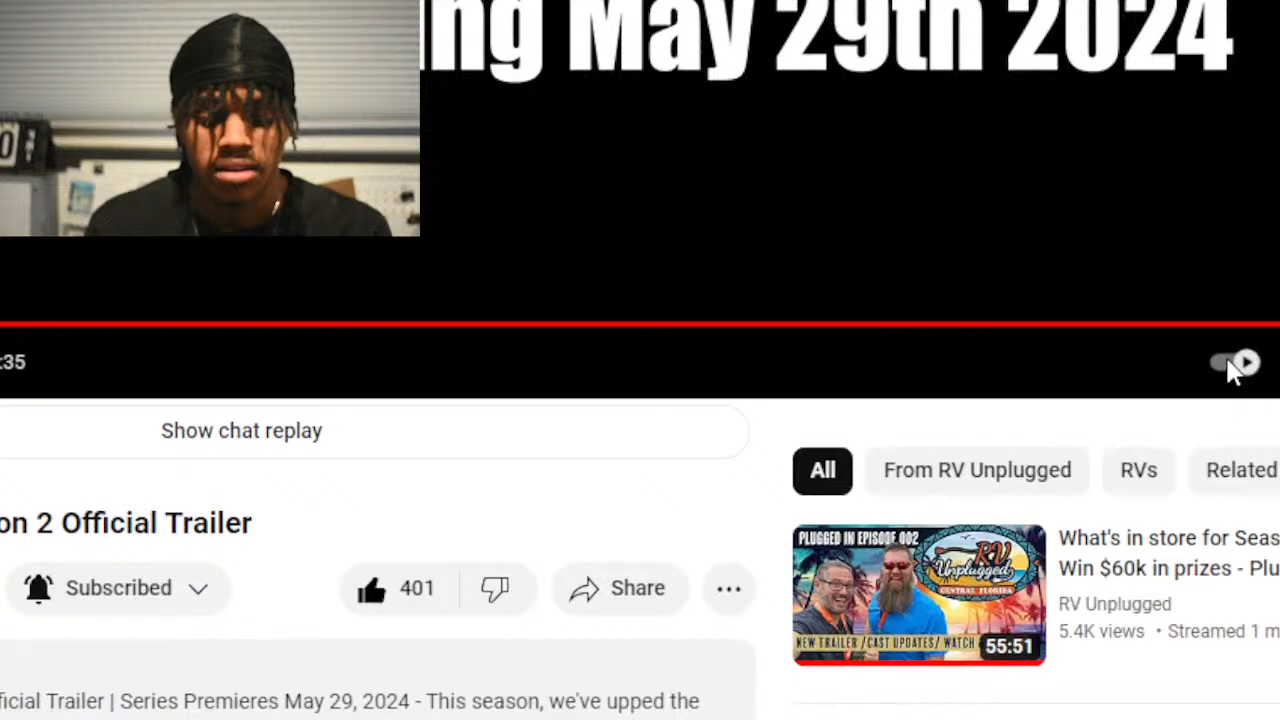 ing May 29th 2024
0
:35
Show chat replay
All
From RV Unplugged
RVs
Related
on 2 Official Trailer
Subscribed
401
Share
PLUGGED IN EPISODE 002
RV
Unplugged
CENTRAL FLORIDA
NEW TRAILER / CAST UPDATES / WATCH
55:51
What's in store for Seas
Win $60k in prizes - Plu
RV Unplugged
5.4K views • Streamed 1 m
ficial Trailer | Series Premieres May 29, 2024 - This season, we've upped the